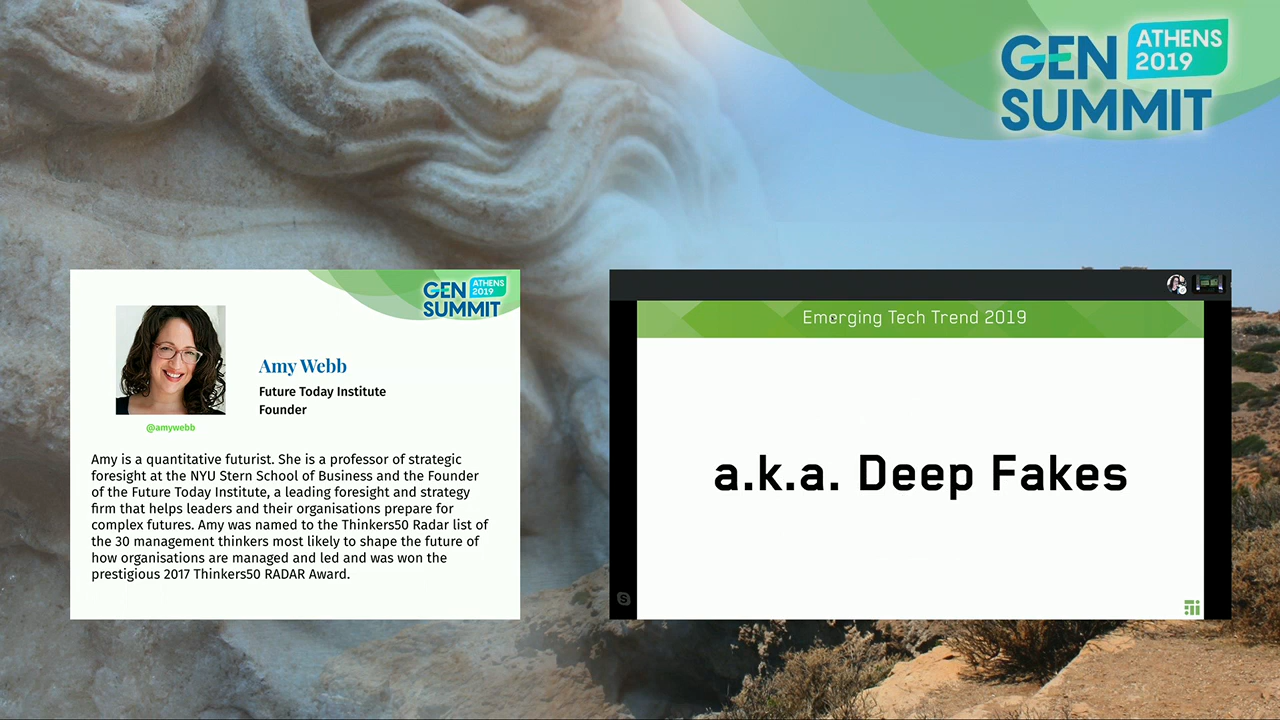 GEN ATHENS 2019
SUMMIT
GEN ATHENS 2019
SUMMIT
Amy Webb
Future Today Institute
Founder
@amywebb
Amy is a quantitative futurist. She is a professor of strategic
foresight at the NYU Stern School of Business and the Founder
of the Future Today Institute, a leading foresight and strategy
firm that helps leaders and their organisations prepare for
complex futures. Amy was named to the Thinkers50 Radar list of
the 30 management thinkers most likely to shape the future of
how organisations are managed and led and was won the
prestigious 2017 Thinkers50 RADAR Award.
Emerging Tech Trend 2019
a.k.a. Deep Fakes